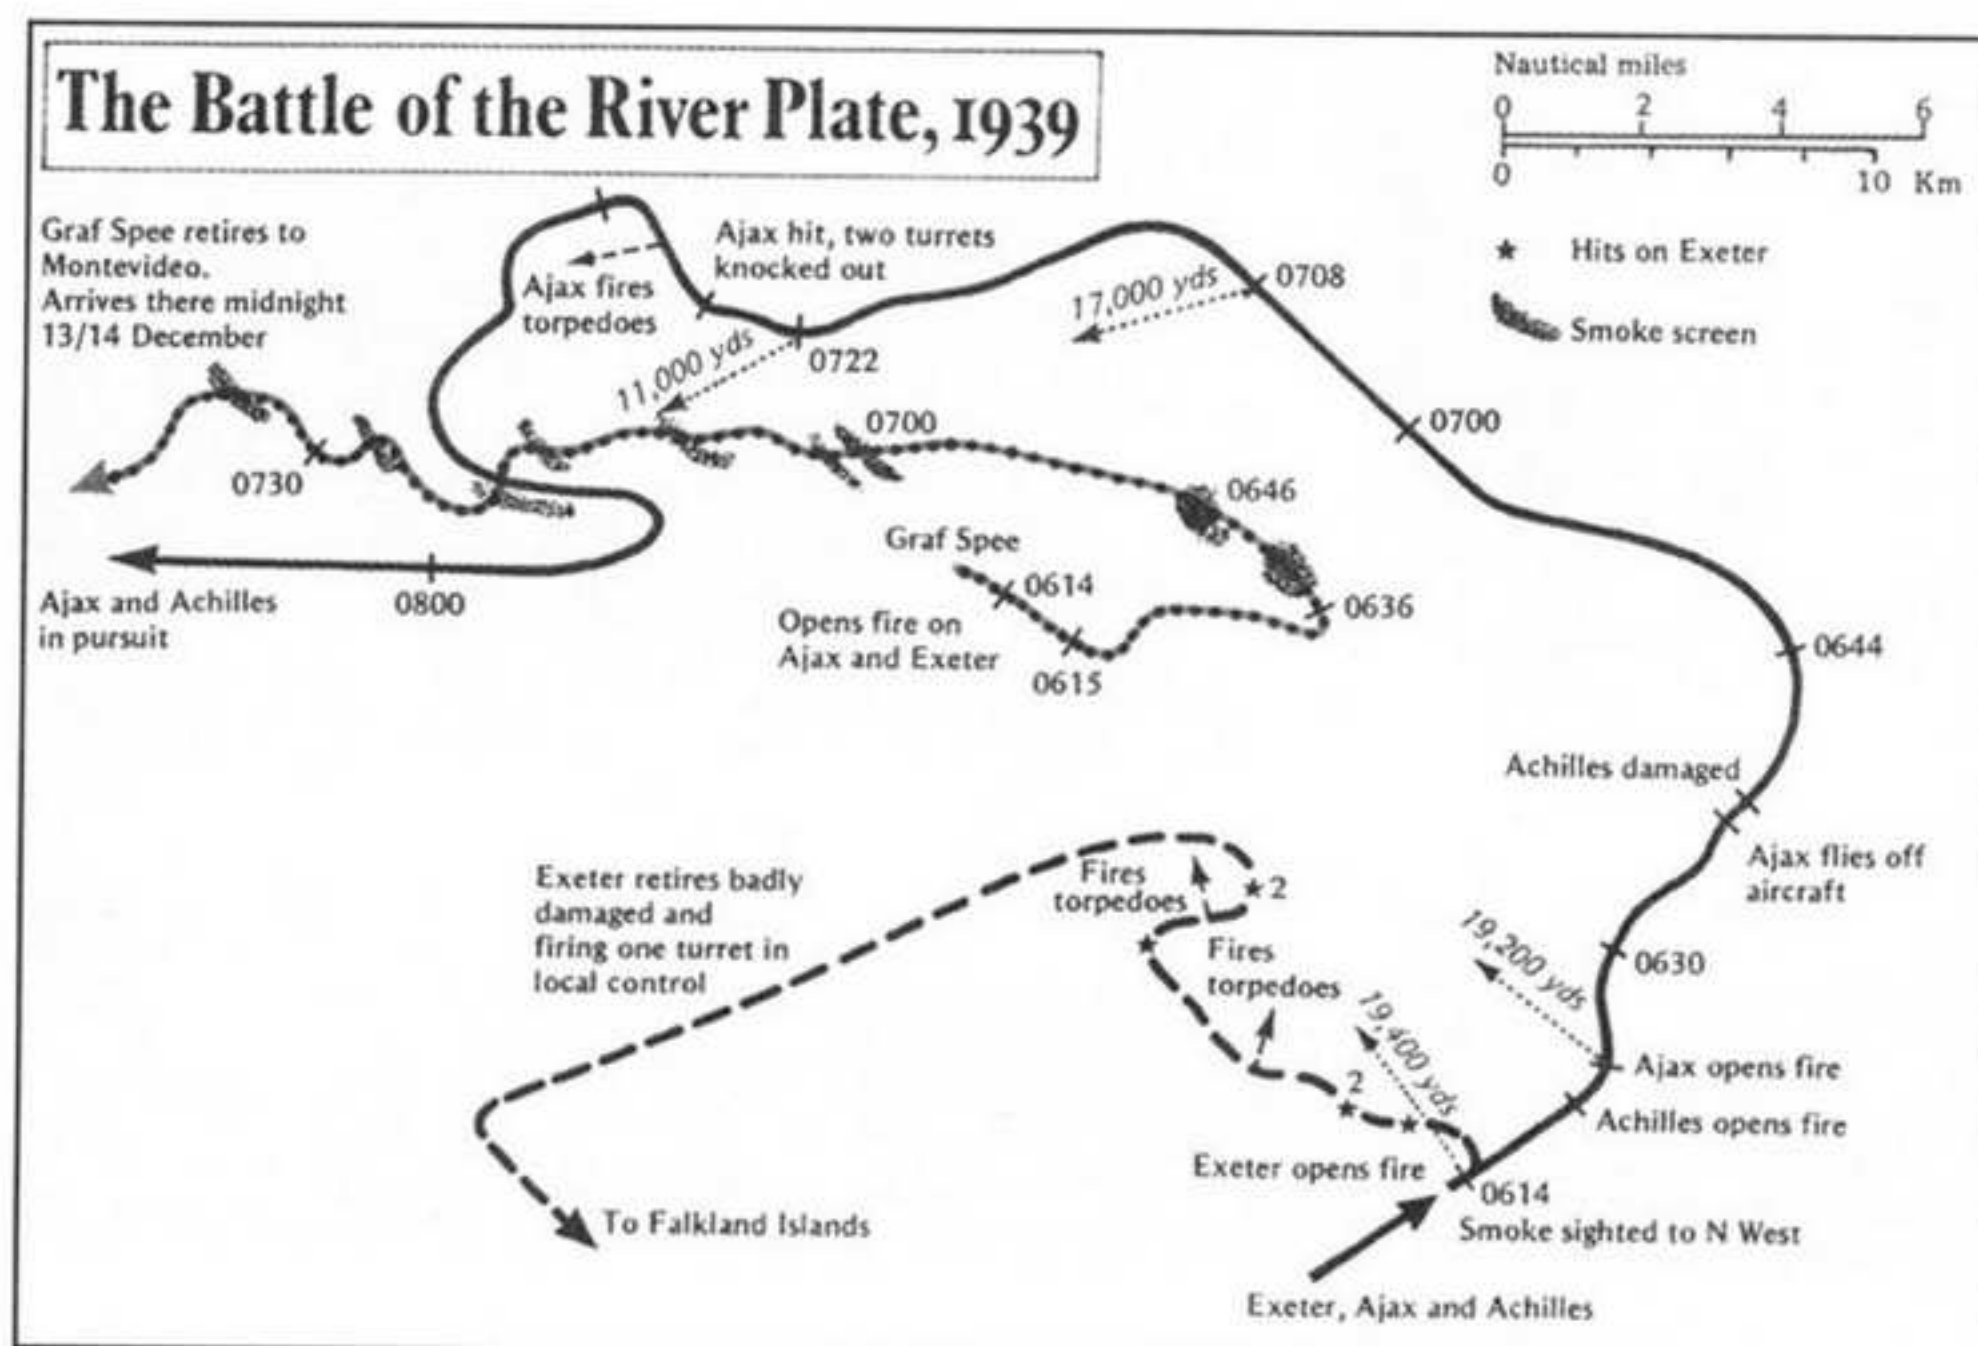 The Battle of the River Plate, 1939
Nautical miles
0 2 4 6
0 10 Km
★ Hits on Exeter
Smoke screen
Graf Spee retires to
Montevideo.
Arrives there midnight
13/14 December
Ajax hit, two turrets
knocked out
Ajax fires
torpedoes
17,000 yds
0708
11,000 yds
0722
0700
0700
0730
0646
Graf Spee
0614
0636
Opens fire on
Ajax and Exeter
0615
Ajax and Achilles
in pursuit
0800
0644
Achilles damaged
Ajax flies off
aircraft
Exeter retires badly
damaged and
firing one turret in
local control
Fires
torpedoes
2
Fires
torpedoes
19,200 yds
0630
19,400 yds
2
Ajax opens fire
Achilles opens fire
Exeter opens fire
0614
Smoke sighted to N West
To Falkland Islands
Exeter, Ajax and Achilles